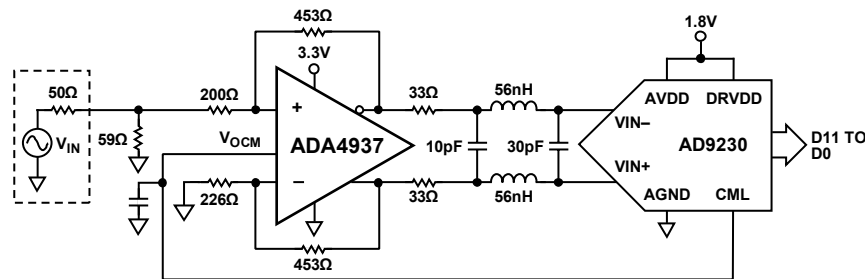 453Ω
3.3V
1.8V
50Ω
VIN
59Ω
200Ω
VOCM
+
−
ADA4937
226Ω
453Ω
33Ω
33Ω
10pF
56nH
56nH
30pF
AVDD DRVDD
VIN−
AD9230
VIN+
AGND CML
D11 TO
D0